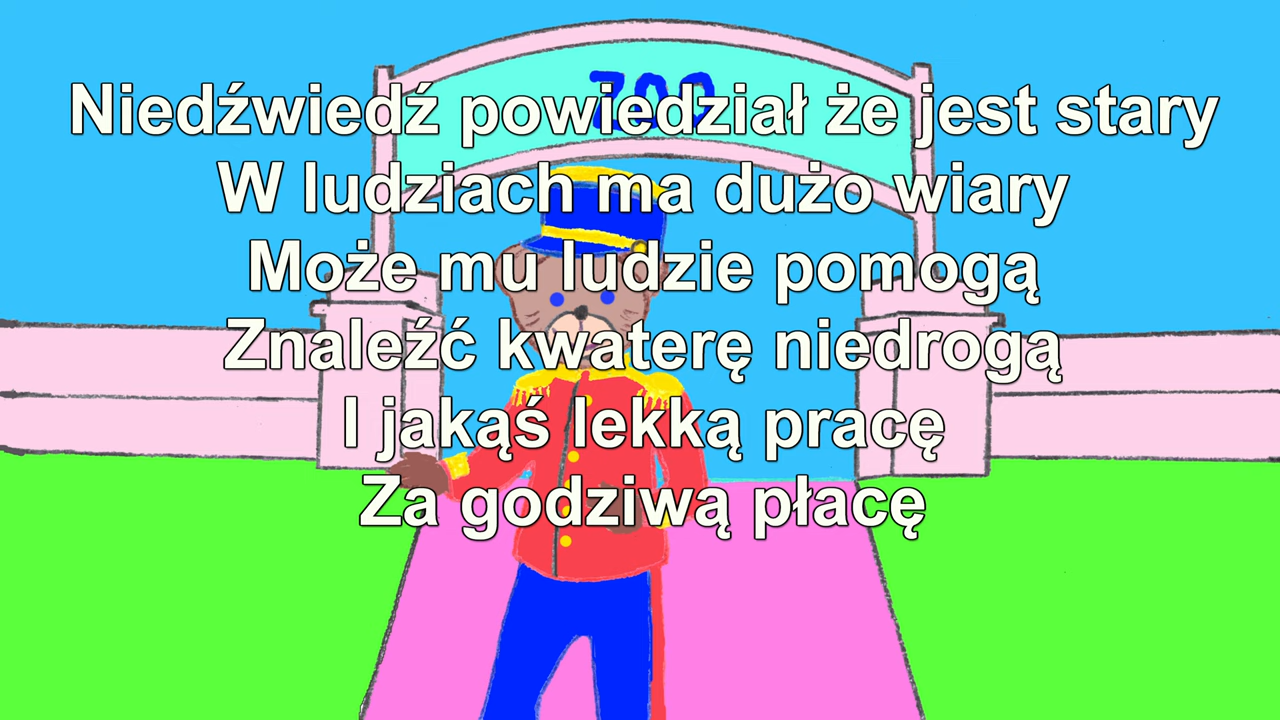 ZOO
Niedźwiedź powiedział że jest stary
W ludziach ma dużo wiary
Może mu ludzie pomogą
Znaleźć kwaterę niedrogą
I jakąś lekką pracę
Za godziwą płacę